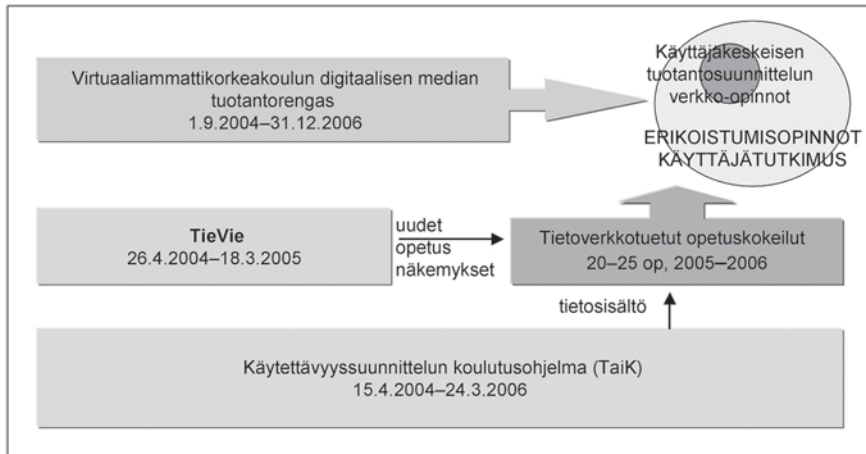 Virtuaaliammattikorkeakoulun digitaalisen median
tuotantorengas
1.9.2004–31.12.2006
Käyttäjäkeskeisen
tuotantosuunnittelun
verkko-opinnot
ERIKOISTUMISOPINNOT
KÄYTTÄJÄTUTKIMUS
TieVie
26.4.2004–18.3.2005
uudet
opetus
näkemykset
Tietoverkkotuetut opetuskokeilut
20–25 op, 2005–2006
tietosisältö
Käytettävyyssuunnittelun koulutusohjelma (TaiK)
15.4.2004–24.3.2006